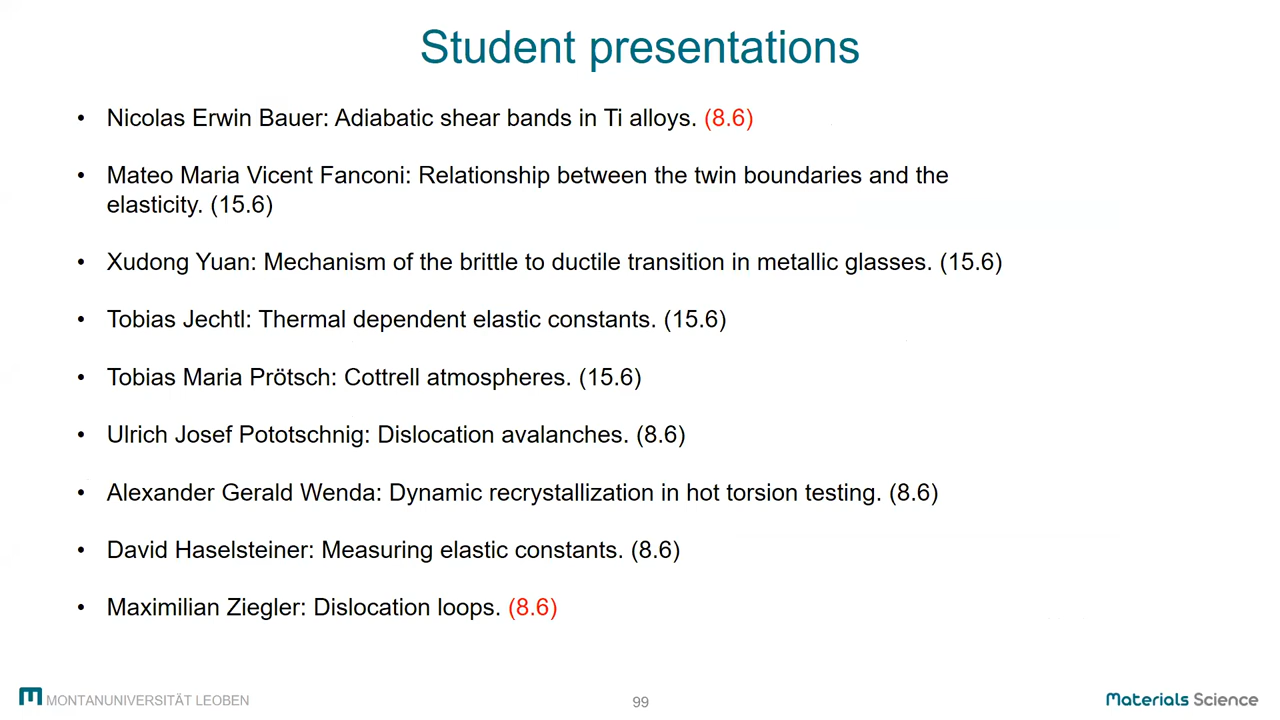 Student presentations
• Nicolas Erwin Bauer: Adiabatic shear bands in Ti alloys. (8.6)
• Mateo Maria Vicent Fanconi: Relationship between the twin boundaries and the
elasticity. (15.6)
• Xudong Yuan: Mechanism of the brittle to ductile transition in metallic glasses. (15.6)
• Tobias Jechtl: Thermal dependent elastic constants. (15.6)
• Tobias Maria Prötsch: Cottrell atmospheres. (15.6)
• Ulrich Josef Pototschnig: Dislocation avalanches. (8.6)
• Alexander Gerald Wenda: Dynamic recrystallization in hot torsion testing. (8.6)
• David Haselsteiner: Measuring elastic constants. (8.6)
• Maximilian Ziegler: Dislocation loops. (8.6)
MONTANUNIVERSITÄT LEOBEN
99
Materials Science